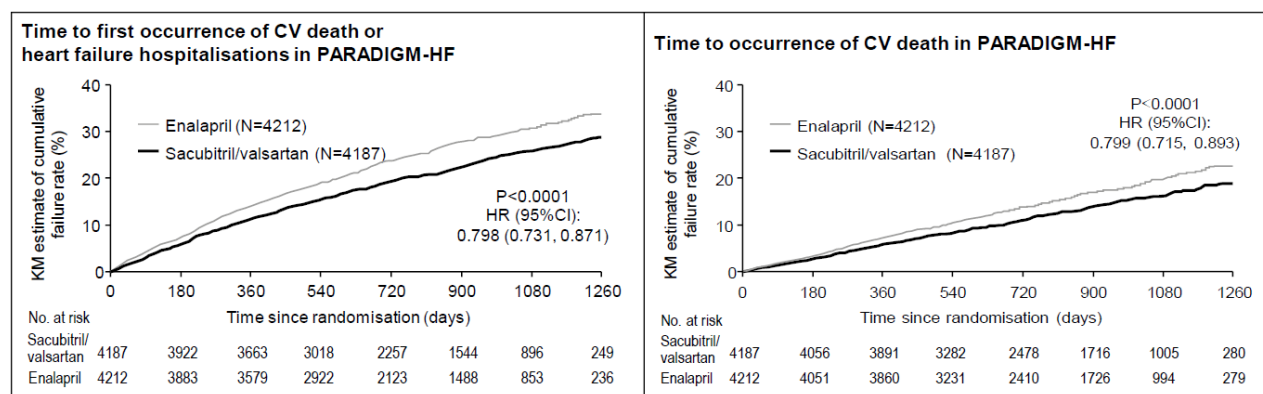 Time to first occurrence of CV death or
heart failure hospitalisations in PARADIGM-HF
KM estimate of cumulative
failure rate (%)
40
30
20
10
0
Enalapril (N=4212)
Sacubitril/valsartan (N=4187)
P<0.0001
HR (95%CI):
0.798 (0.731, 0.871)
0 180 360 540 720 900 1080 1260
No. at risk
Time since randomisation (days)
Sacubitril/
valsartan 4187 3922 3663 3018 2257 1544 896 249
Enalapril 4212 3883 3579 2922 2123 1488 853 236
Time to occurrence of CV death in PARADIGM-HF
KM estimate of cumulative
failure rate (%)
40
30
20
10
0
Enalapril (N=4212)
Sacubitril/valsartan (N=4187)
P<0.0001
HR (95%CI):
0.799 (0.715, 0.893)
0 180 360 540 720 900 1080 1260
No. at risk
Time since randomisation (days)
Sacubitril/
valsartan 4187 4056 3891 3282 2478 1716 1005 280
Enalapril 4212 4051 3860 3231 2410 1726 994 279